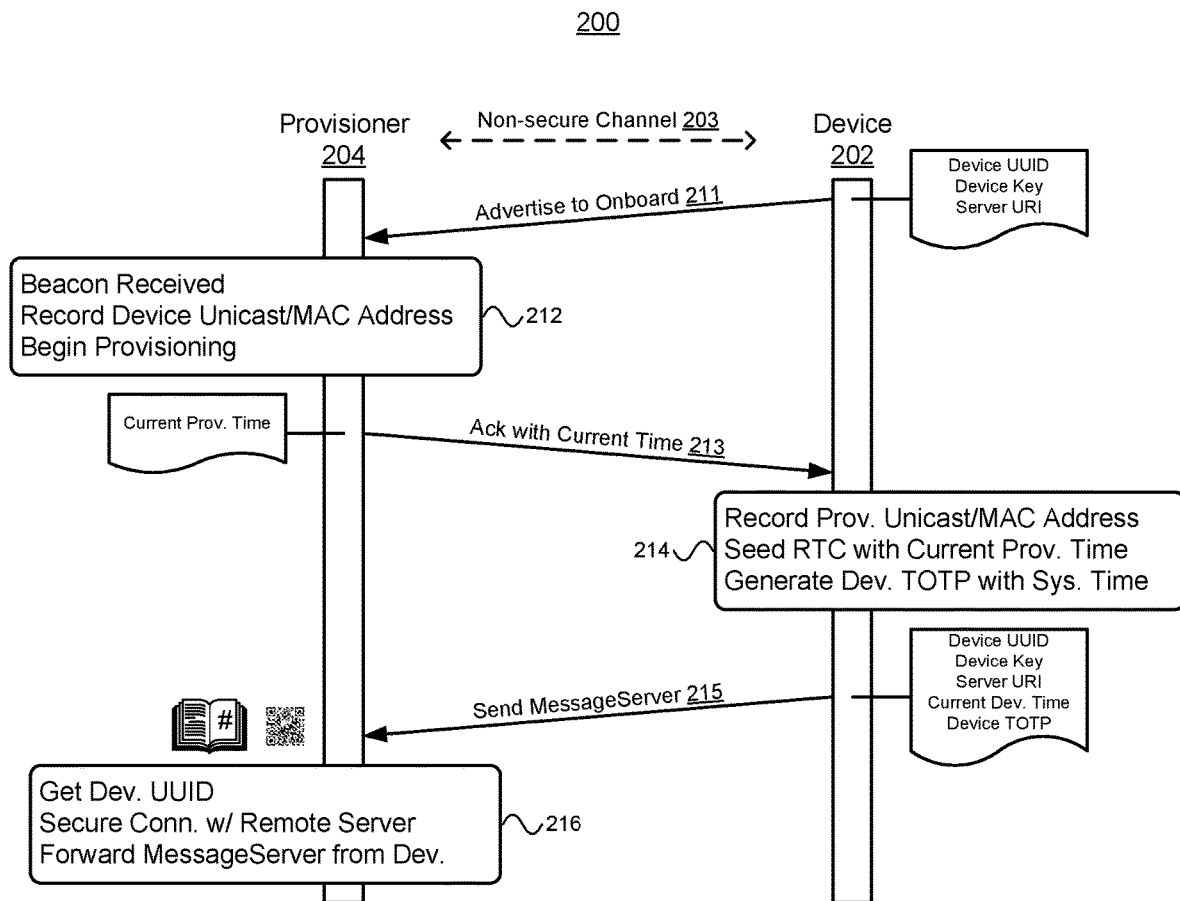 200
Non-secure Channel 203
Provisioner
204
Device
202
Device UUID
Device Key
Server URI
Advertise to Onboard 211
Beacon Received
Record Device Unicast/MAC Address
Begin Provisioning
212
Current Prov. Time
Ack with Current Time 213
Record Prov. Unicast/MAC Address
Seed RTC with Current Prov. Time
Generate Dev. TOTP with Sys. Time
214
Device UUID
Device Key
Server URI
Current Dev. Time
Device TOTP
Send MessageServer 215
#
Get Dev. UUID
Secure Conn. w/ Remote Server
Forward MessageServer from Dev.
216